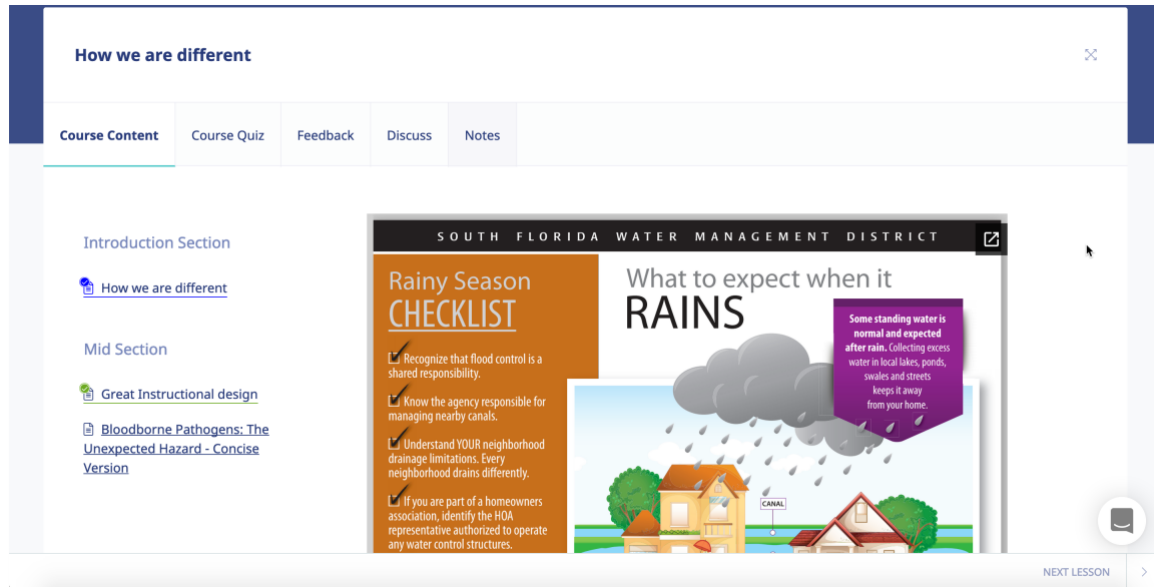 How we are different
Course Content
Course Quiz
Feedback
Discuss
Notes
Introduction Section
How we are different
Mid Section
Great Instructional design
Bloodborne Pathogens: The
Unexpected Hazard - Concise
Version
SOUTH FLORIDA WATER MANAGEMENT DISTRICT
Rainy Season
CHECKLIST
Recognize that flood control is a
shared responsibility.
Know the agency responsible for
managing nearby canals.
Understand YOUR neighborhood
drainage limitations. Every
neighborhood drains differently.
If you are part of a homeowners
association, identify the HOA
representative authorized to operate
any water control structures.
What to expect when it
RAINS
Some standing water is
normal and expected
after rain. Collecting excess
water in local lakes, ponds,
swales and streets
keeps it away
from your home.
CANAL
NEXT LESSON